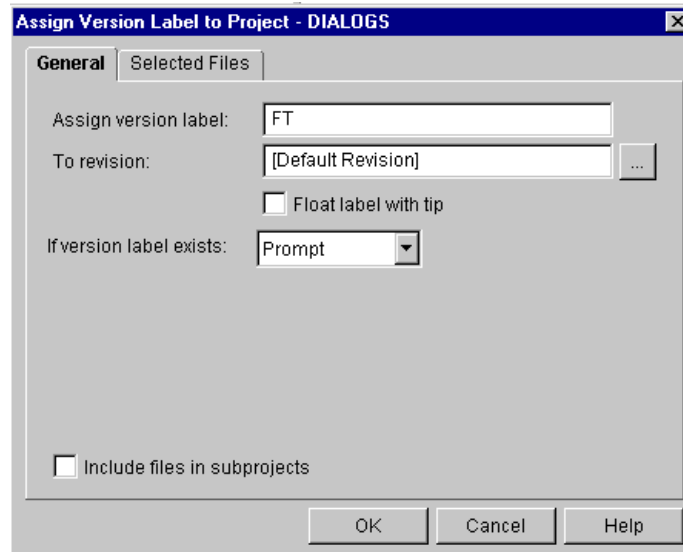 Assign Version Label to Project - DIALOGS
General Selected Files
Assign version label: FT
To revision: [Default Revision] ...
Float label with tip
If version label exists: Prompt
Include files in subprojects
OK Cancel Help